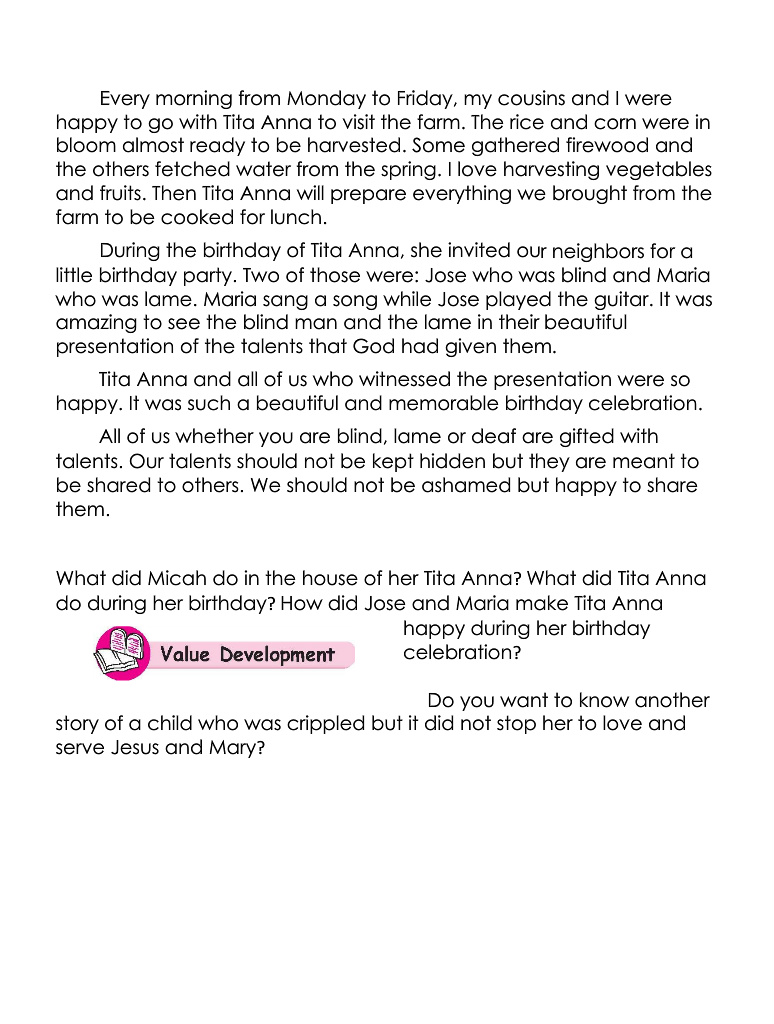 Every morning from Monday to Friday, my cousins and I were
happy to go with Tita Anna to visit the farm. The rice and corn were in
bloom almost ready to be harvested. Some gathered firewood and
the others fetched water from the spring. I love harvesting vegetables
and fruits. Then Tita Anna will prepare everything we brought from the
farm to be cooked for lunch.
During the birthday of Tita Anna, she invited our neighbors for a
little birthday party. Two of those were: Jose who was blind and Maria
who was lame. Maria sang a song while Jose played the guitar. It was
amazing to see the blind man and the lame in their beautiful
presentation of the talents that God had given them.
Tita Anna and all of us who witnessed the presentation were so
happy. It was such a beautiful and memorable birthday celebration.
All of us whether you are blind, lame or deaf are gifted with
talents. Our talents should not be kept hidden but they are meant to
be shared to others. We should not be ashamed but happy to share
them.
What did Micah do in the house of her Tita Anna? What did Tita Anna
do during her birthday? How did Jose and Maria make Tita Anna
happy during her birthday
celebration?
Value Development
Do you want to know another
story of a child who was crippled but it did not stop her to love and
serve Jesus and Mary?